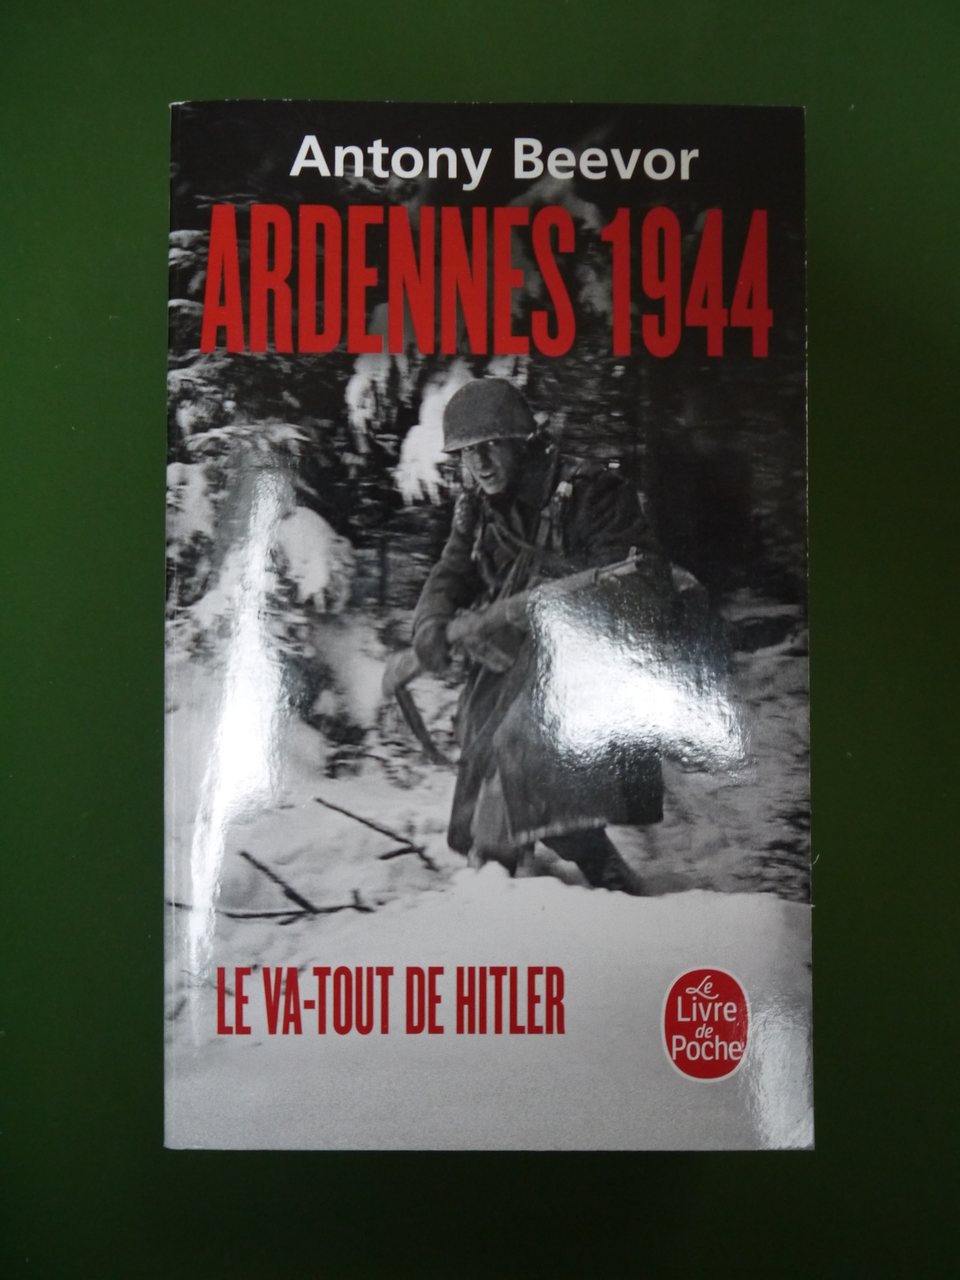 Antony Beevor
ARDENNES 1944
LE VA-TOUT DE HITLER
Le
Livre
de
Poche